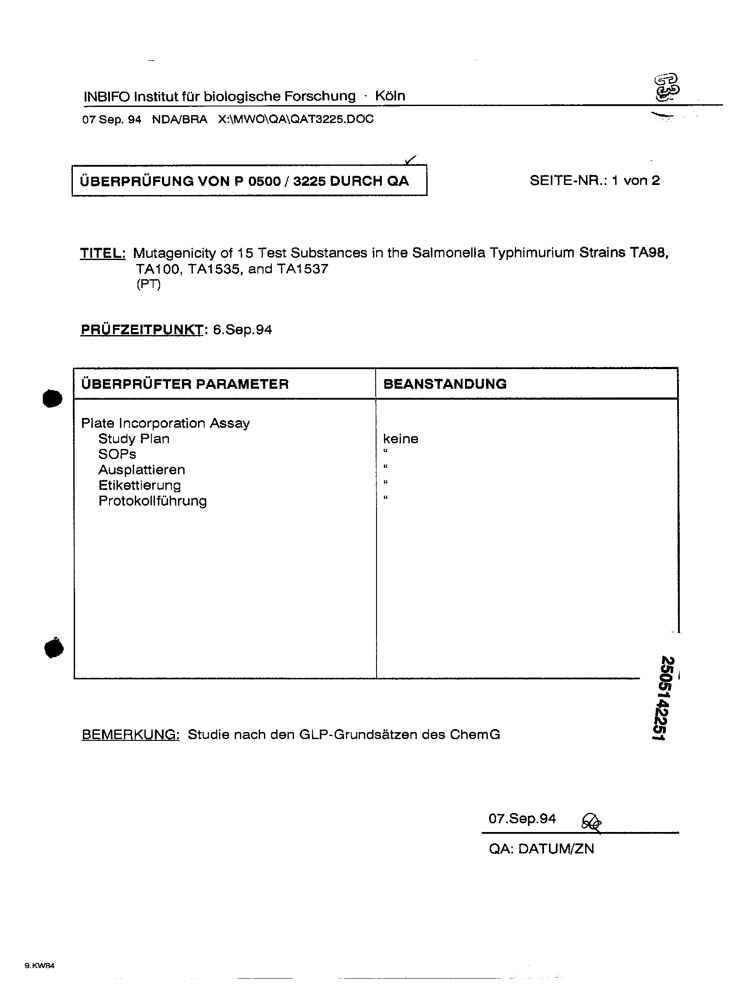 INBIFO Institut für biologische Forschung · Köln
07 Sep. 94 NDA/BRA X:\MWO\QA\QAT3225.DOC
ÜBERPRÜFUNG VON P 0500 / 3225 DURCH QA
SEITE-NR.: 1 von 2
TITEL: Mutagenicity of 15 Test Substances in the Salmonella Typhimurium Strains TA98,
TA100, TA1535, and TA1537
(PT)
PRÜFZEITPUNKT: 6.Sep.94
ÜBERPRÜFTER PARAMETER BEANSTANDUNG
Plate Incorporation Assay
Study Plan keine
SOPs "
Ausplattieren "
Etikettierung "
Protokollführung "
2505142251
BEMERKUNG: Studie nach den GLP-Grundsätzen des ChemG
07.Sep.94
QA: DATUM/ZN
9.KW84